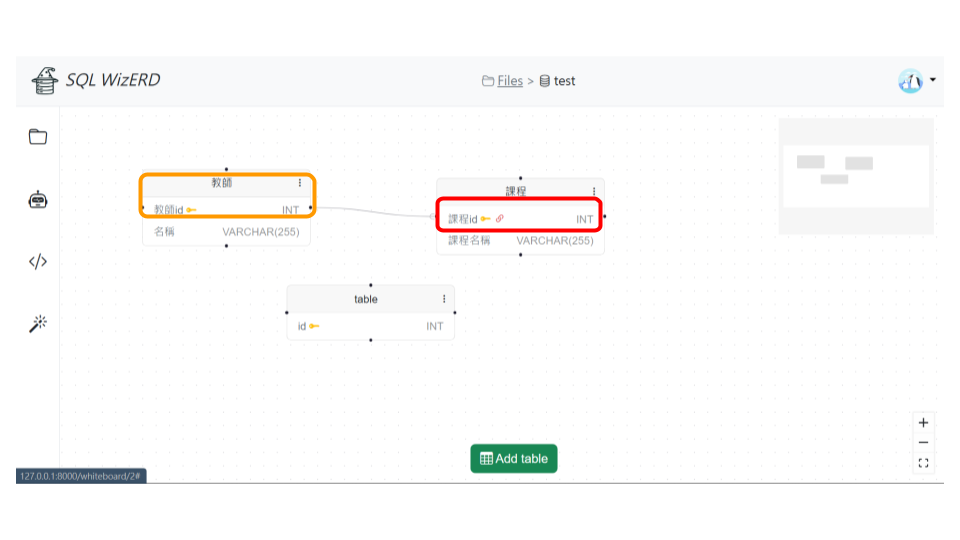 SQL WizERD
Files > test
教師
教師id INT
名稱 VARCHAR(255)
課程
課程id INT
課程名稱 VARCHAR(255)
table
id INT
Add table
127.0.0.1:8000/whiteboard/2#